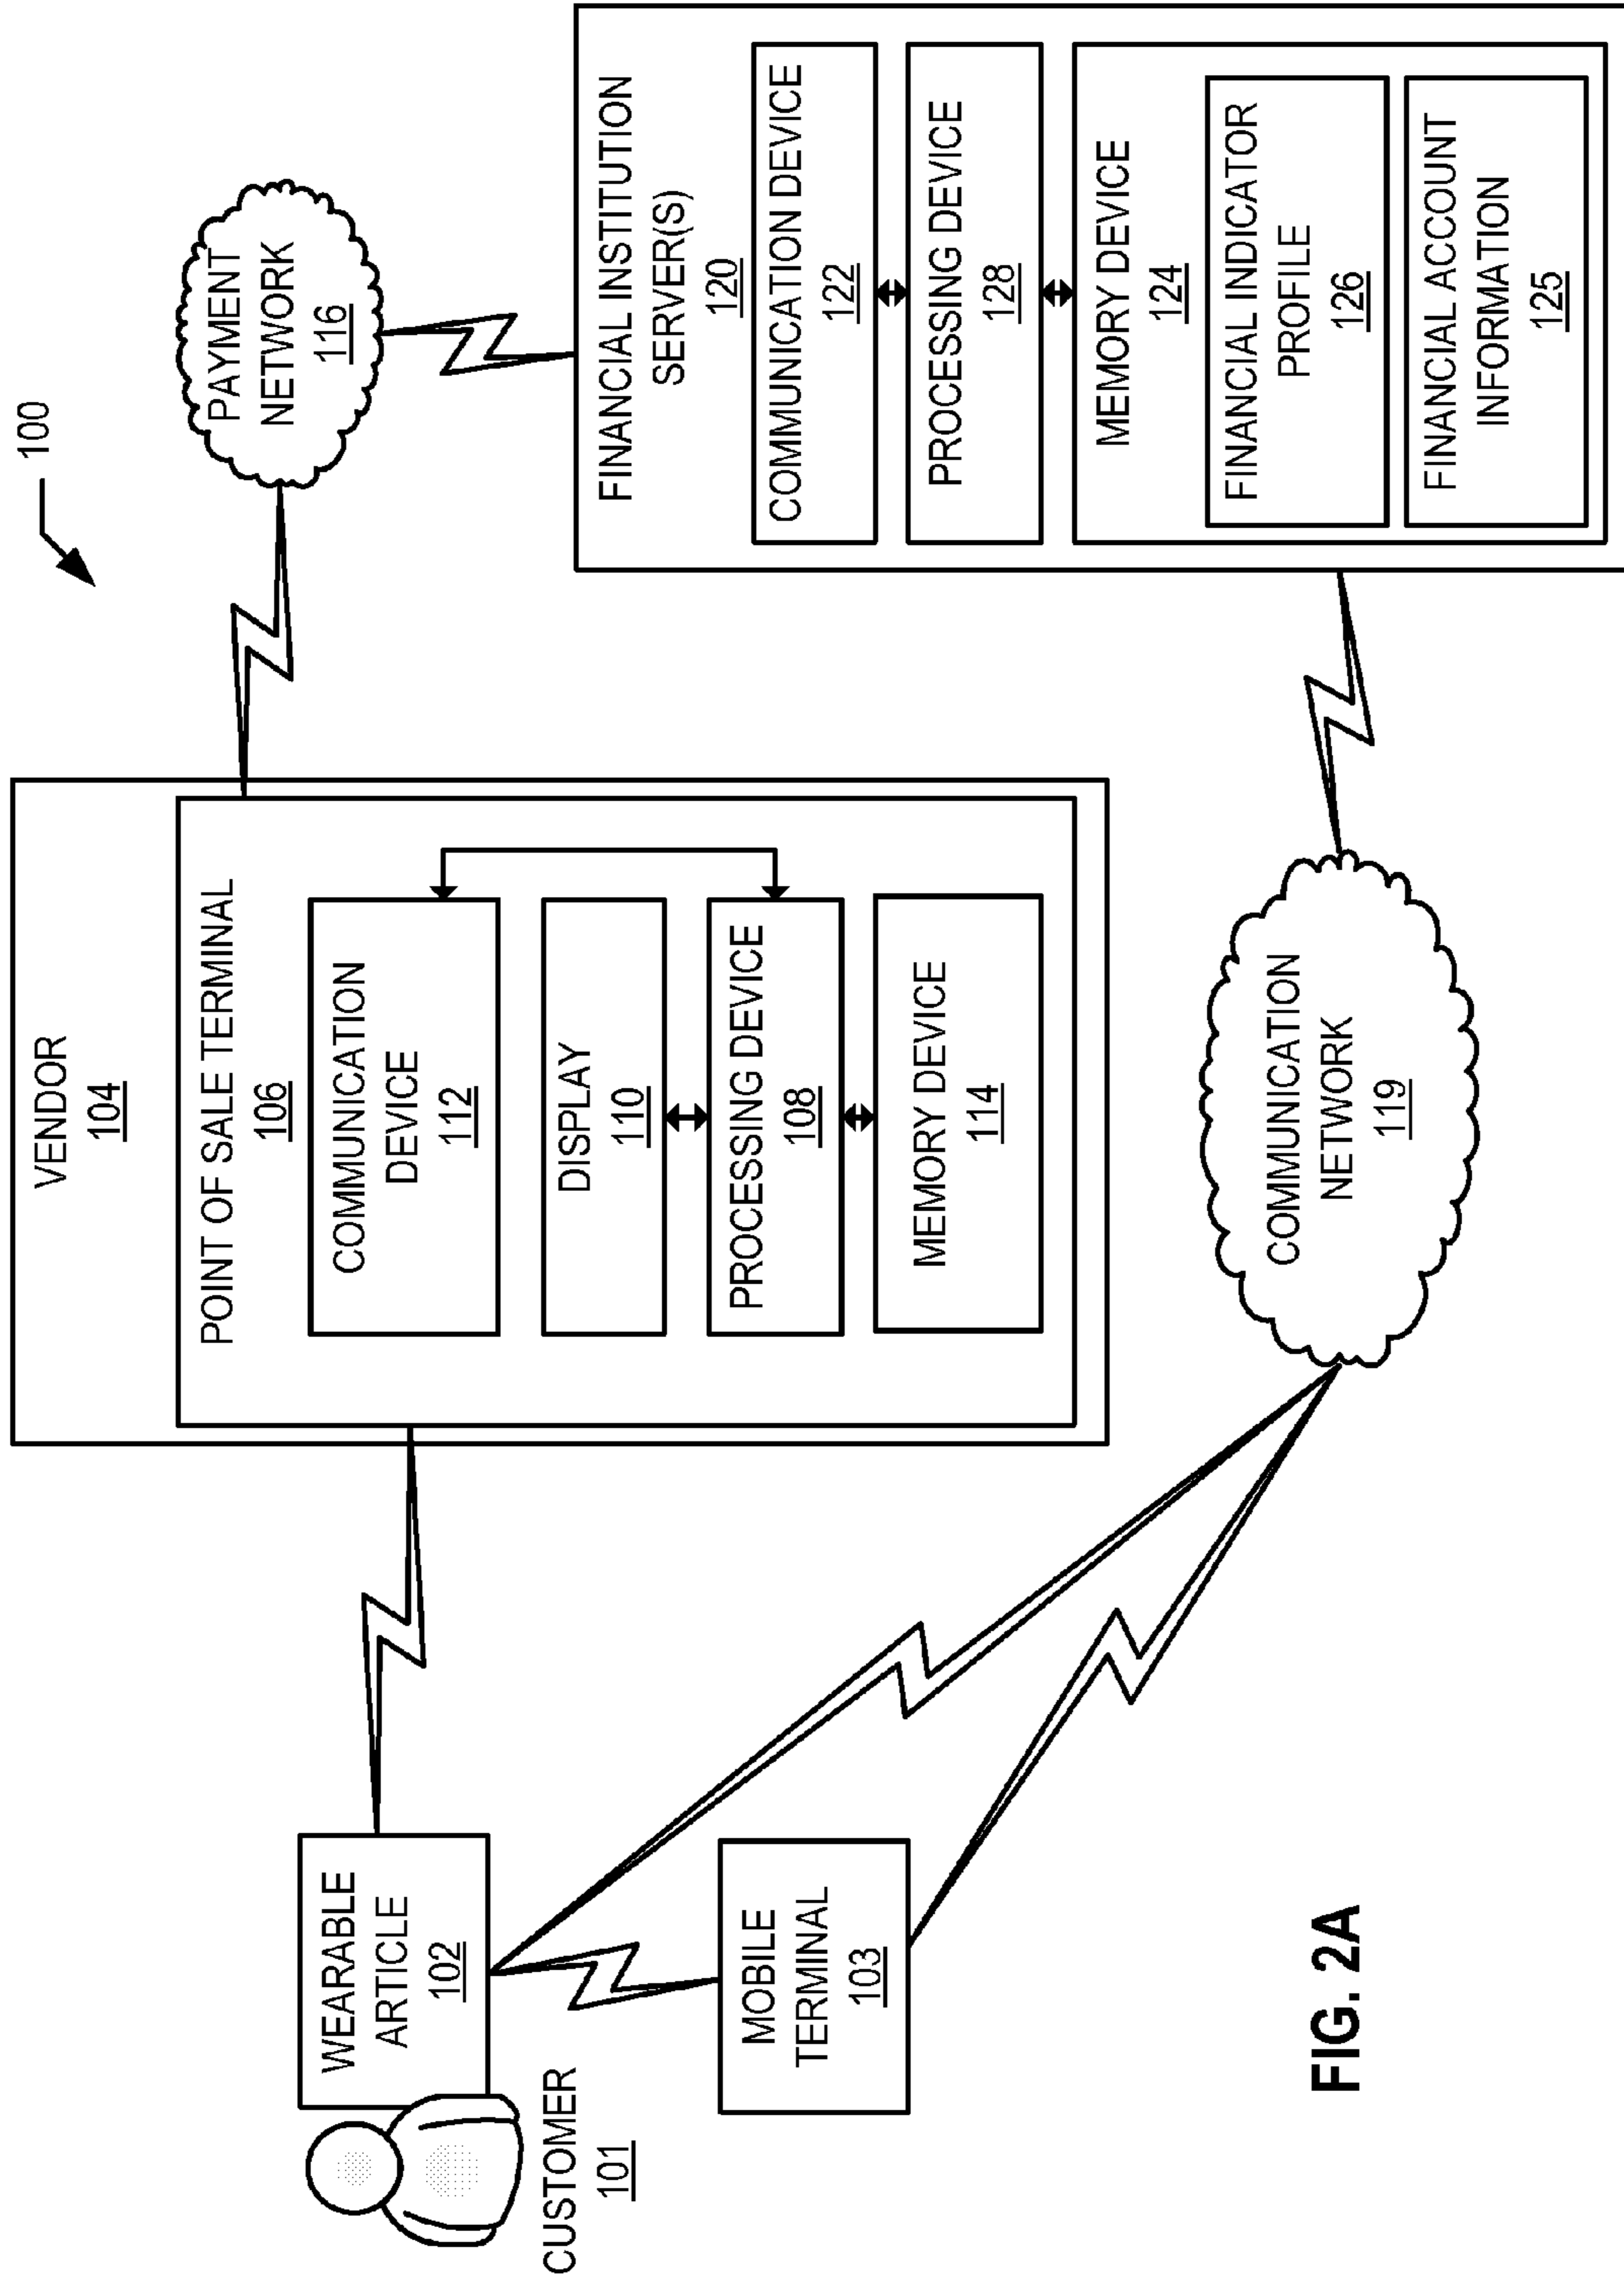 100
CUSTOMER
101
WEARABLE
ARTICLE
102
MOBILE
TERMINAL
103
VENDOR
104
POINT OF SALE TERMINAL
106
COMMUNICATION
DEVICE
112
DISPLAY
110
PROCESSING DEVICE
108
MEMORY DEVICE
114
PAYMENT
NETWORK
116
COMMUNICATION
NETWORK
119
FINANCIAL INSTITUTION
SERVER(S)
120
COMMUNICATION DEVICE
122
PROCESSING DEVICE
128
MEMORY DEVICE
124
FINANCIAL INDICATOR
PROFILE
126
FINANCIAL ACCOUNT
INFORMATION
125
FIG. 2A